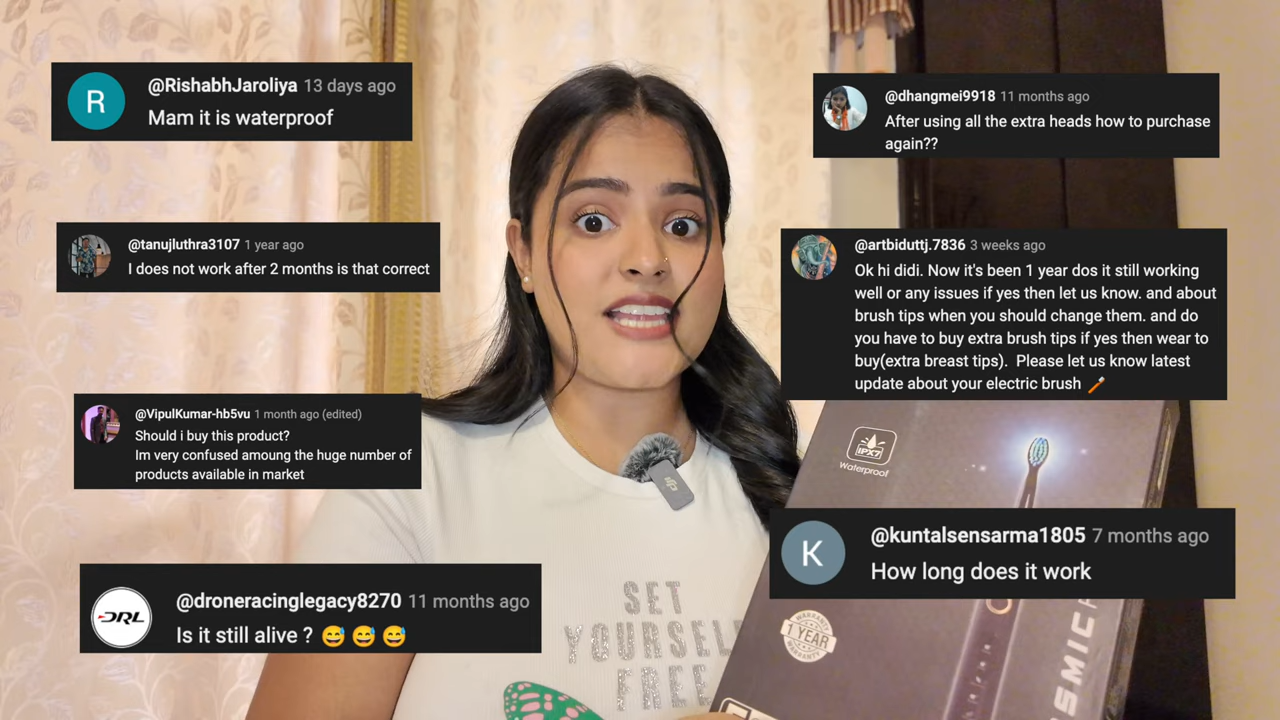 R
@RishabhJaroliya 13 days ago
Mam it is waterproof
@tanujluthra3107 1 year ago
I does not work after 2 months is that correct
@VipulKumar-hb5vu 1 month ago (edited)
Should i buy this product?
Im very confused amoung the huge number of
products available in market
DRL
@droneracinglegacy8270 11 months ago
Is it still alive ? 😅 😅 😅
@dhangmei9918 11 months ago
After using all the extra heads how to purchase
again??
@artbiduttj.7836 3 weeks ago
Ok hi didi. Now it's been 1 year dos it still working
well or any issues if yes then let us know. and about
brush tips when you should change them. and do
you have to buy extra brush tips if yes then wear to
buy(extra breast tips).  Please let us know latest
update about your electric brush 🪥
K
@kuntalsensarma1805 7 months ago
How long does it work
IPX7
Waterproof
WARRANTY
1 YEAR
WARRANTY
dji
SET
YOURSELF
FREE